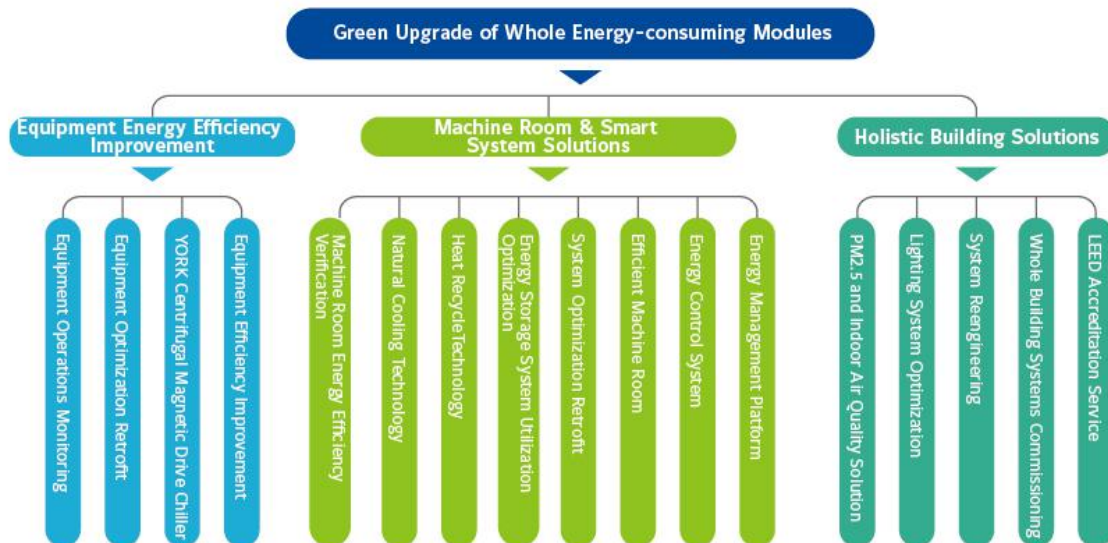 Green Upgrade of Whole Energy-consuming Modules
Equipment Energy Efficiency
Improvement
Machine Room & Smart
System Solutions
Holistic Building Solutions
Equipment Operations Monitoring
Equipment Optimization Retrofit
YORK Centrifugal Magnetic Drive Chiller
Equipment Efficiency Improvement
Machine Room Energy Efficiency
Verification
Natural Cooling Technology
Heat RecycleTechnology
Energy Storage System Utilization
Optimization
System Optimization Retrofit
Efficient Machine Room
Energy Control System
Energy Management Platform
PM2.5 and Indoor Air Quality Solution
Lighting System Optimization
System Reengineering
Whole Building Systems Commissioning
LEED Accreditation Service